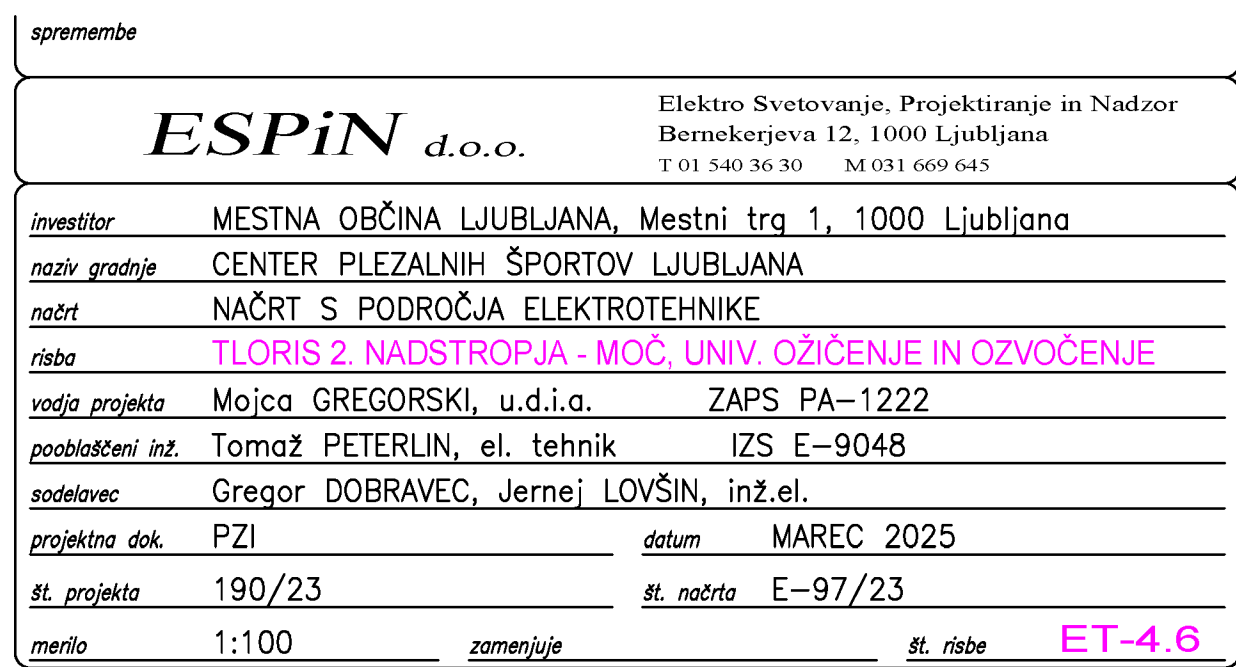 spremembe
ESPiN d.o.o.
Elektro Svetovanje, Projektiranje in Nadzor
Bernekerjeva 12, 1000 Ljubljana
T 01 540 36 30 M 031 669 645
investitor MESTNA OBČINA LJUBLJANA, Mestni trg 1, 1000 Ljubljana
naziv gradnje CENTER PLEZALNIH ŠPORTOV LJUBLJANA
načrt NAČRT S PODROČJA ELEKTROTEHNIKE
risba TLORIS 2. NADSTROPJA - MOČ, UNIV. OŽIČENJE IN OZVOČENJE
vodja projekta Mojca GREGORSKI, u.d.i.a. ZAPS PA-1222
pooblaščeni inž. Tomaž PETERLIN, el. tehnik IZS E-9048
sodelavec Gregor DOBRAVEC, Jernej LOVŠIN, inž.el.
projektna dok. PZI datum MAREC 2025
št. projekta 190/23 št. načrta E-97/23
merilo 1:100 zamenjuje št. risbe ET-4.6